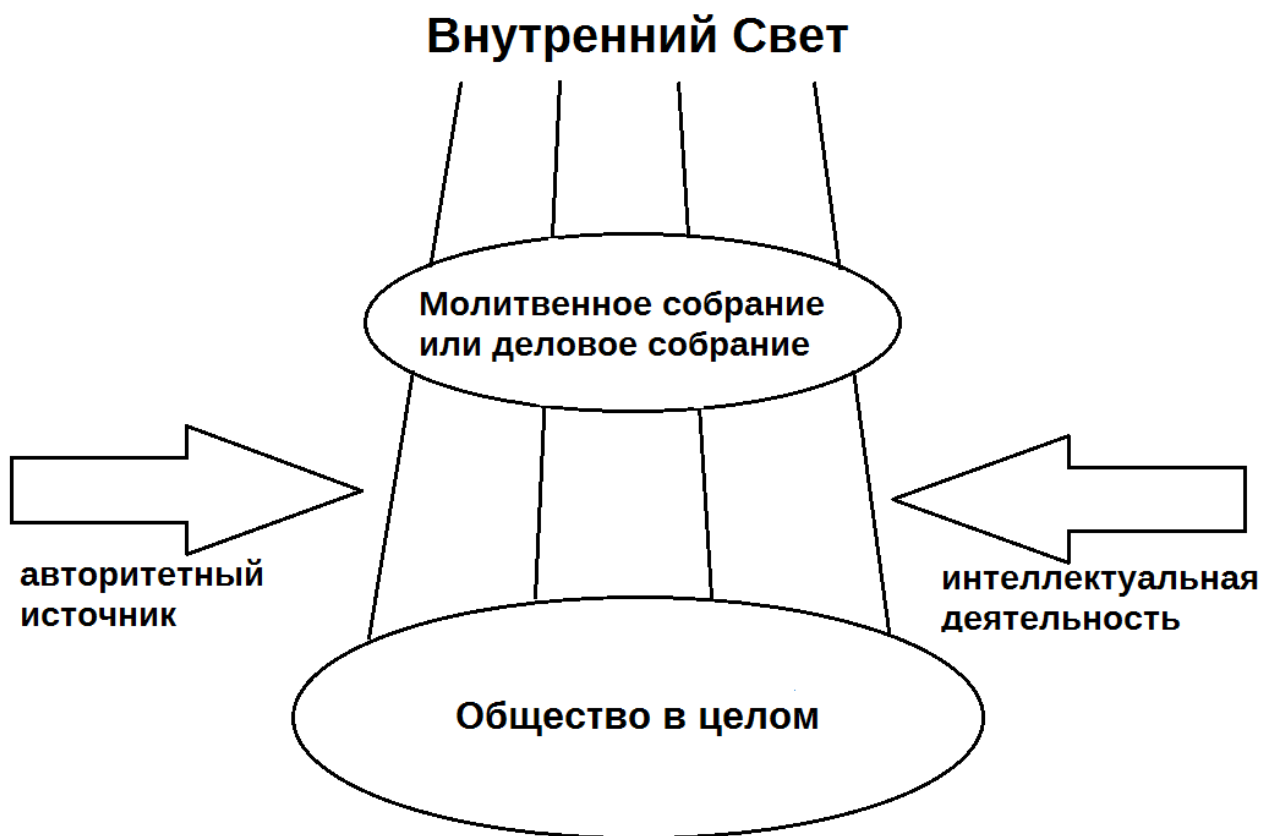 Внутренний Свет
Молитвенное собрание
или деловое собрание
авторитетный
источник
интеллектуальная
деятельность
Общество в целом